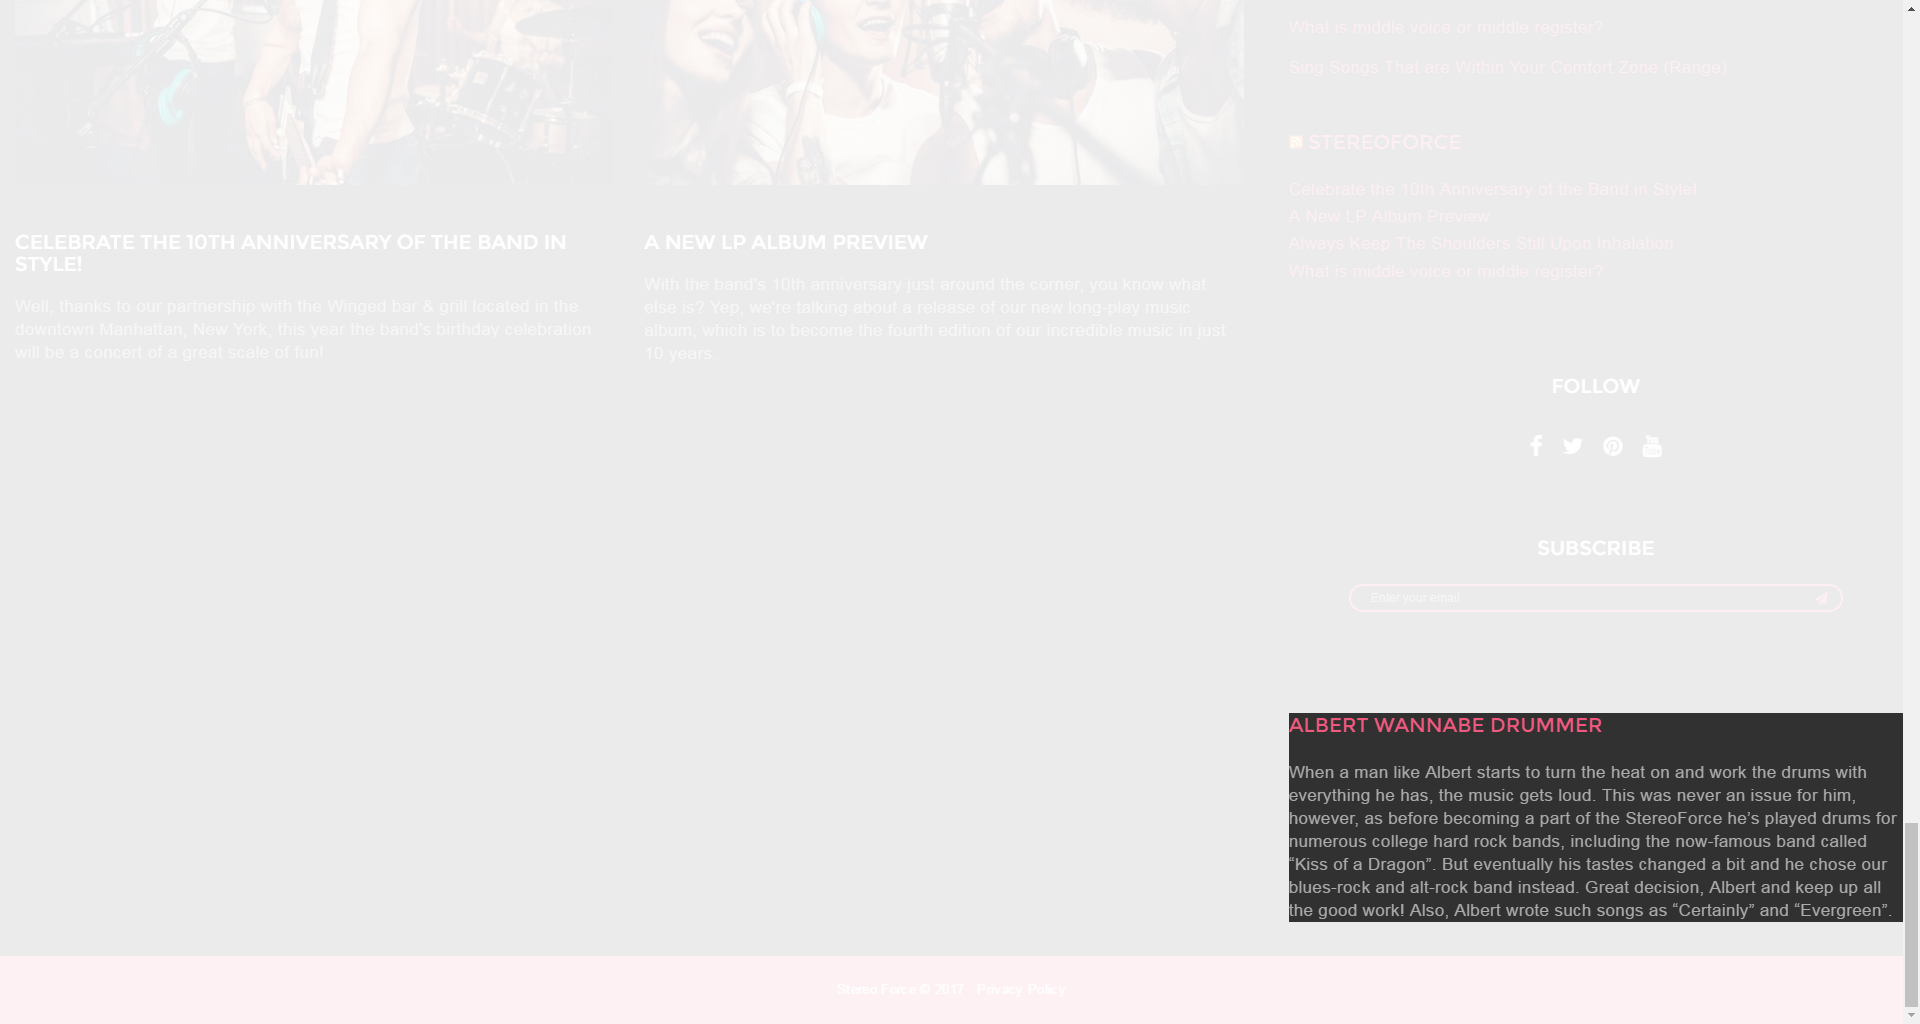 CELEBRATE THE 10TH ANNIVERSARY OF THE BAND IN
STYLE!
Well, thanks to our partnership with the Winged bar & grill located in the
downtown Manhattan, New York, this year the band's birthday celebration
will be a concert of a great scale of fun!
A NEW LP ALBUM PREVIEW
With the band's 10th anniversary just around the corner, you know what
else is? Yep, we're talking about a release of our new long-play music
album, which is to become the fourth edition of our incredible music in just
10 years.
What is middle voice or middle register?
Sing Songs That are Within Your Comfort Zone (Range)
STEREOFORCE
Celebrate the 10th Anniversary of the Band in Style!
A New LP Album Preview
Always Keep The Shoulders Still Upon Inhalation
What is middle voice or middle register?
FOLLOW
SUBSCRIBE
Enter your email
ALBERT WANNABE DRUMMER
When a man like Albert starts to turn the heat on and work the drums with
everything he has, the music gets loud. This was never an issue for him,
however, as before becoming a part of the StereoForce he’s played drums for
numerous college hard rock bands, including the now-famous band called
“Kiss of a Dragon”. But eventually his tastes changed a bit and he chose our
blues-rock and alt-rock band instead. Great decision, Albert and keep up all
the good work! Also, Albert wrote such songs as “Certainly” and “Evergreen”.
Stereo Force © 2017 Privacy Policy